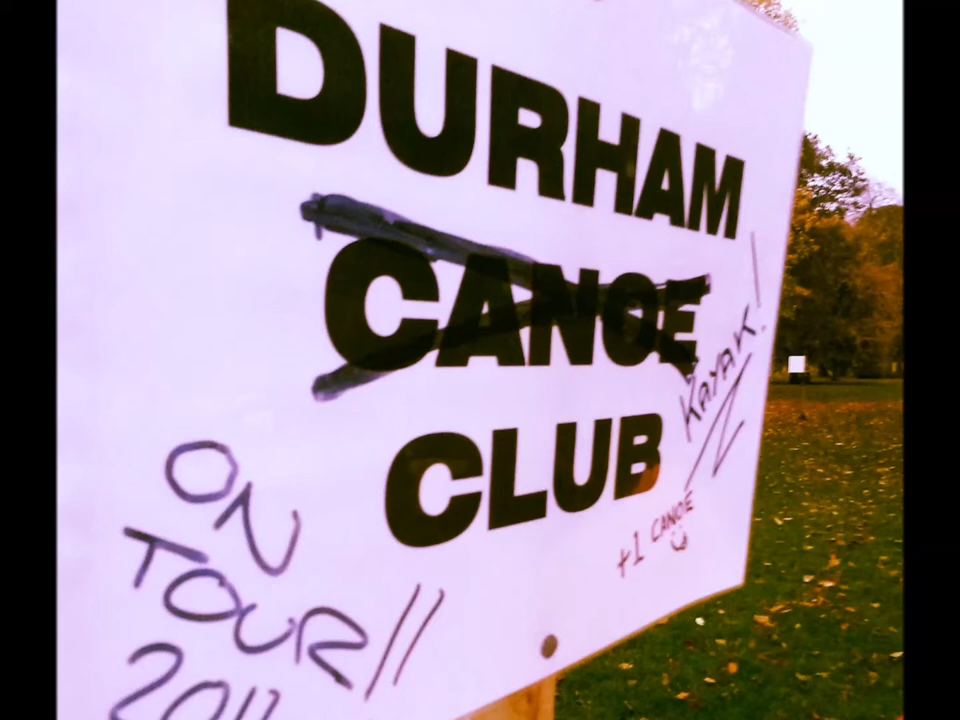 DURHAM
CANOE
KAYAK!
CLUB
+1 CANOE
ON
TOUR//
2011